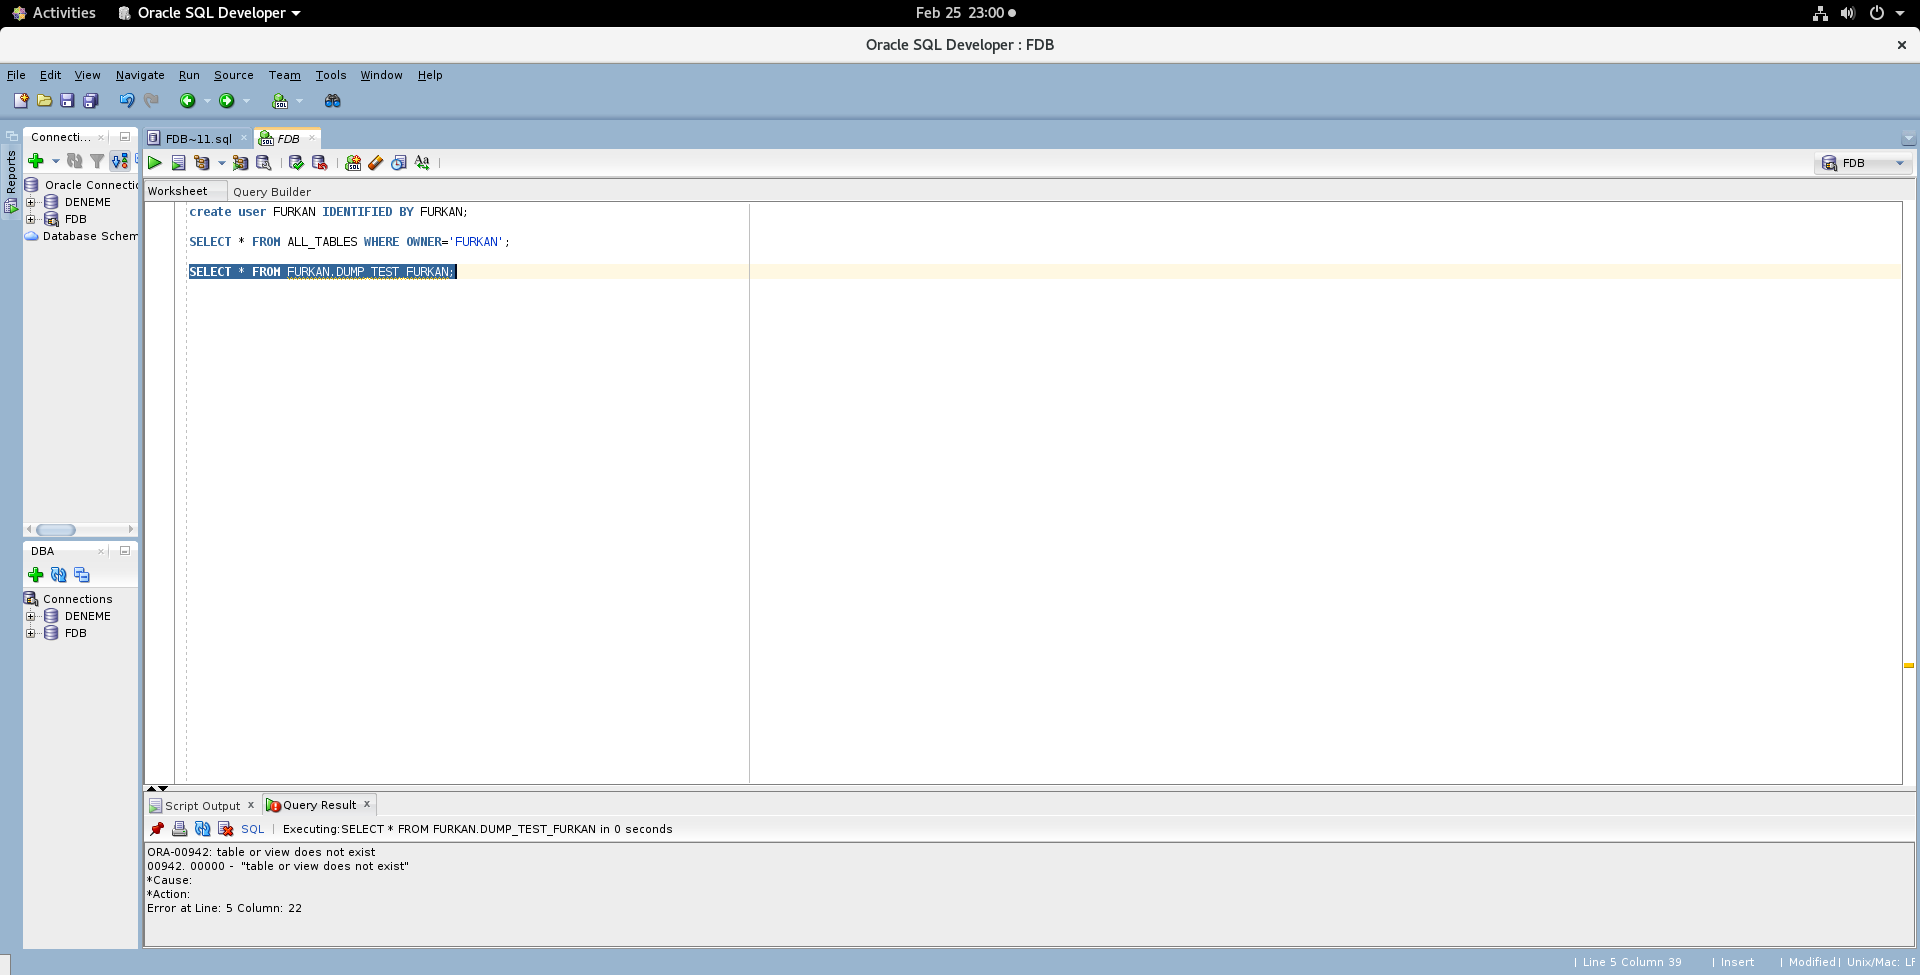 Activities Oracle SQL Developer Feb 25 23:00
Oracle SQL Developer : FDB
File Edit View Navigate Run Source Team Tools Window Help
Reports
Connecti...
Oracle Connectio
DENEME
FDB
Database Schem
DBA
Connections
DENEME
FDB
FDB~11.sql FDB
FDB
Worksheet Query Builder
create user FURKAN IDENTIFIED BY FURKAN;
SELECT * FROM ALL_TABLES WHERE OWNER='FURKAN';
SELECT * FROM FURKAN.DUMP_TEST_FURKAN;
Script Output x Query Result x
SQL | Executing:SELECT * FROM FURKAN.DUMP_TEST_FURKAN in 0 seconds
ORA-00942: table or view does not exist
00942. 00000 - "table or view does not exist"
*Cause:
*Action:
Error at Line: 5 Column: 22
| Line 5 Column 39 | Insert | Modified | Unix/Mac: LF